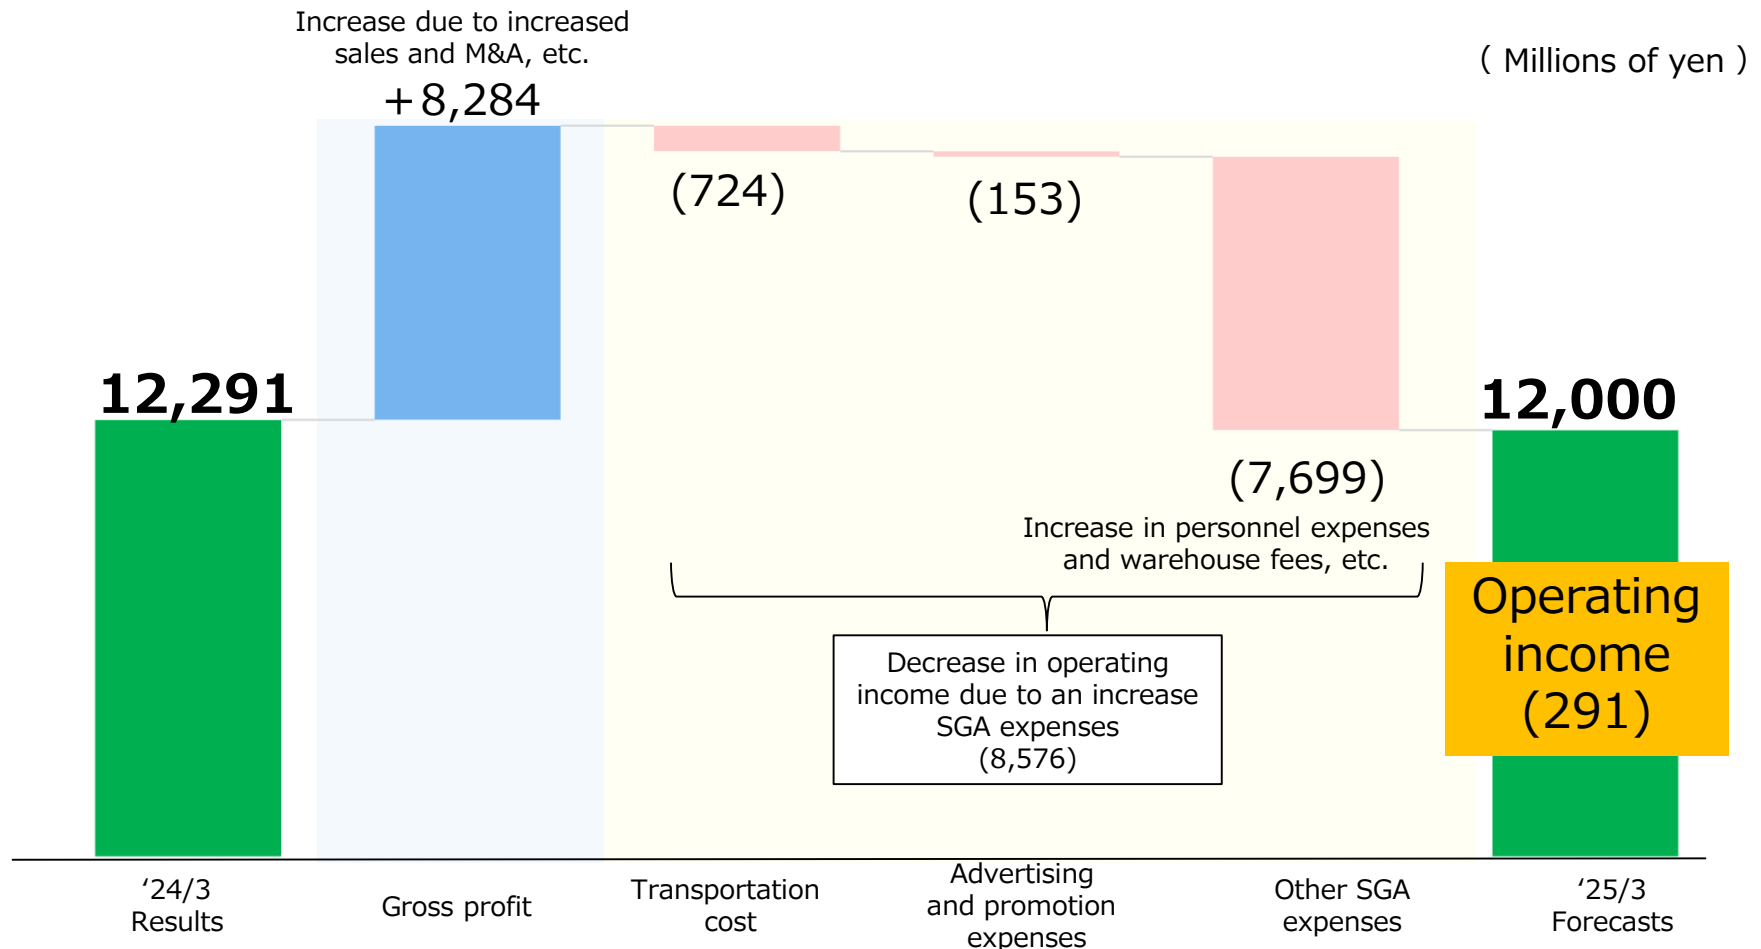 Increase due to increased
sales and M&A, etc.
+8,284
( Millions of yen )
(724)
(153)
12,291
12,000
(7,699)
Increase in personnel expenses
and warehouse fees, etc.
Operating
income
(291)
Decrease in operating
income due to an increase
SGA expenses
(8,576)
‘24/3
Results
Gross profit
Transportation
cost
Advertising
and promotion
expenses
Other SGA
expenses
‘25/3
Forecasts